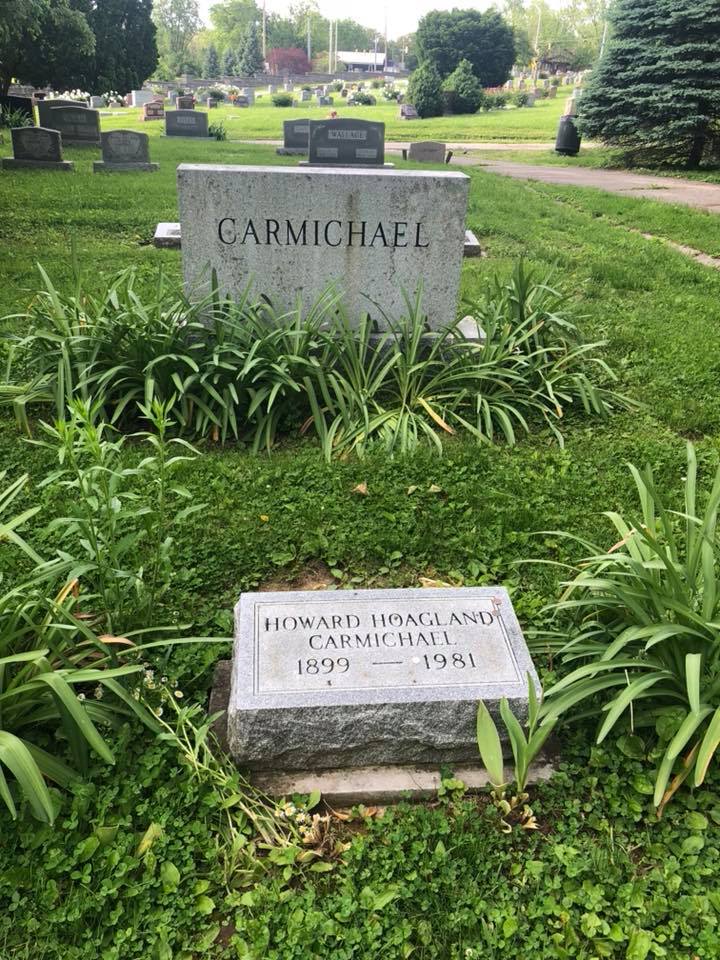 WALLACE
CARMICHAEL
HOWARD HOAGLAND
CARMICHAEL
1899 — 1981